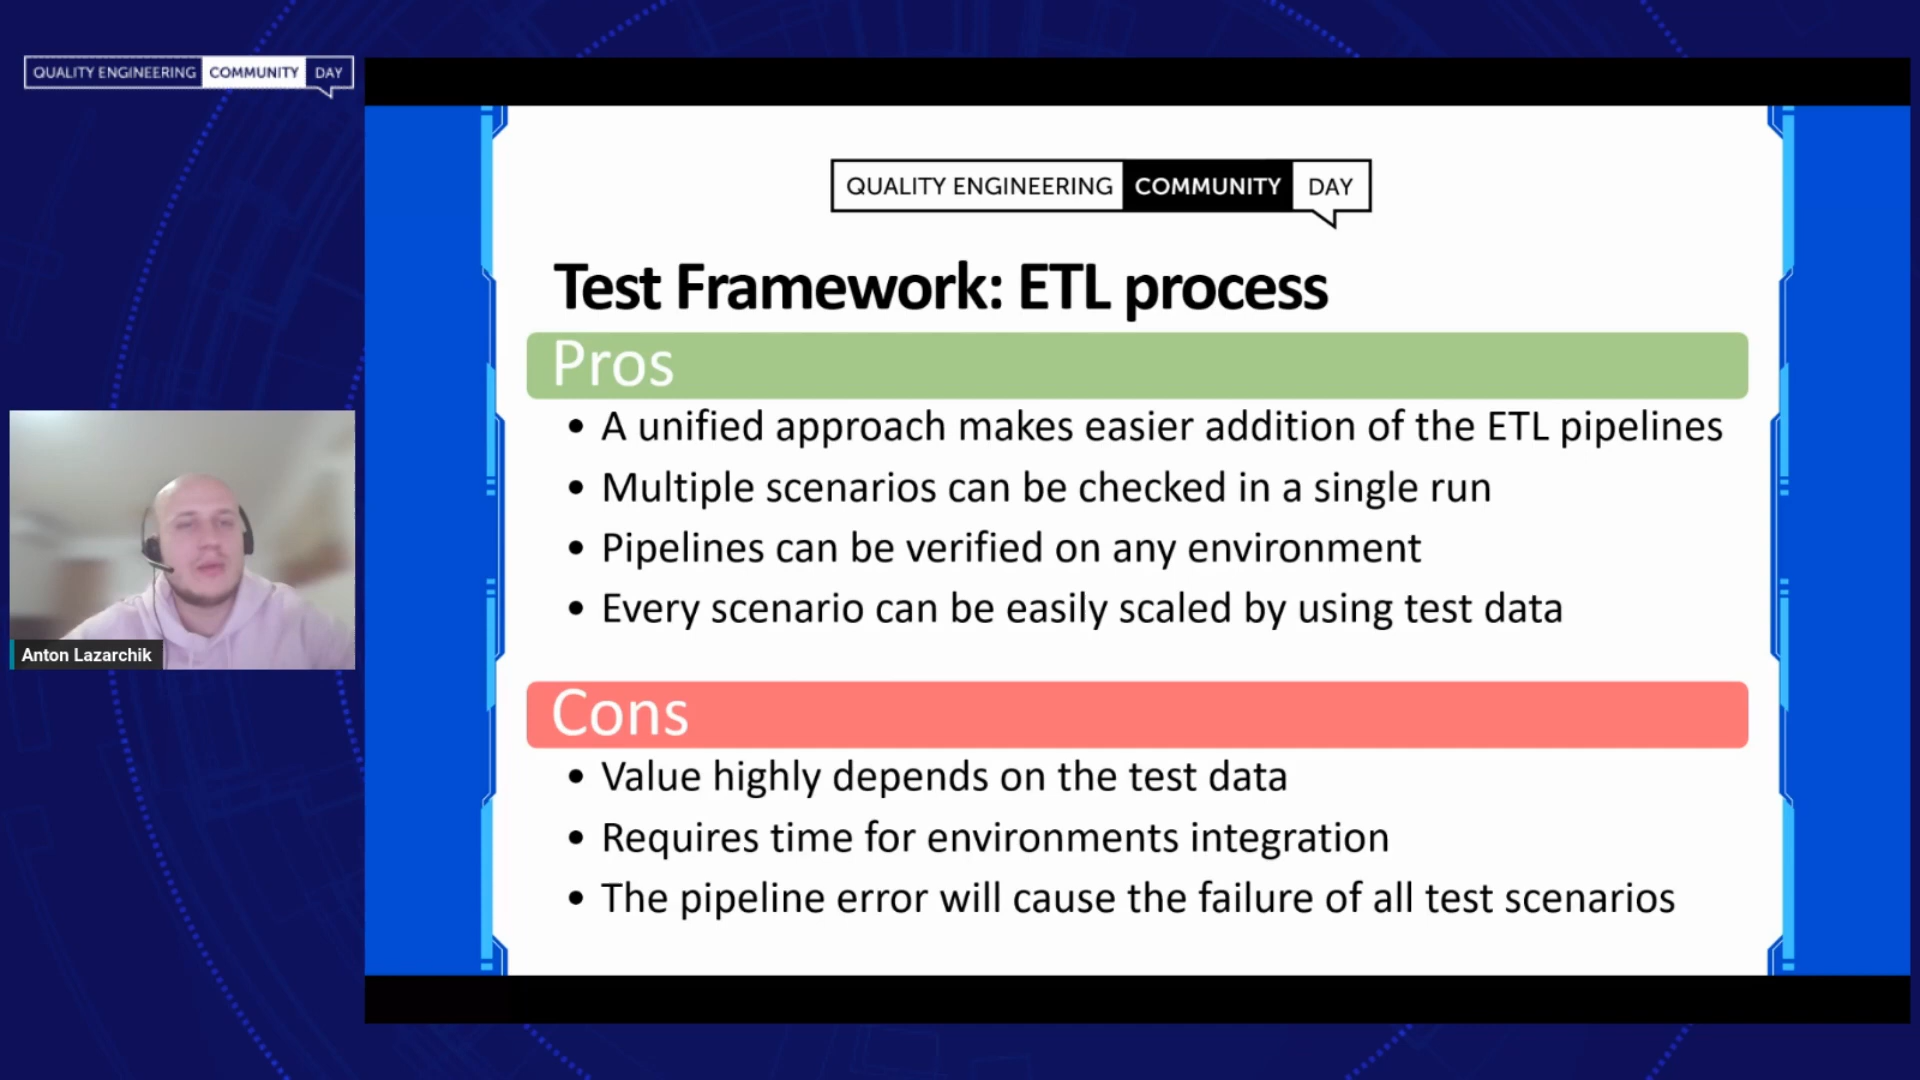 QUALITY ENGINEERING COMMUNITY DAY
QUALITY ENGINEERING COMMUNITY DAY
Test Framework: ETL process
Pros
• A unified approach makes easier addition of the ETL pipelines
• Multiple scenarios can be checked in a single run
• Pipelines can be verified on any environment
• Every scenario can be easily scaled by using test data
Anton Lazarchik
Cons
• Value highly depends on the test data
• Requires time for environments integration
• The pipeline error will cause the failure of all test scenarios